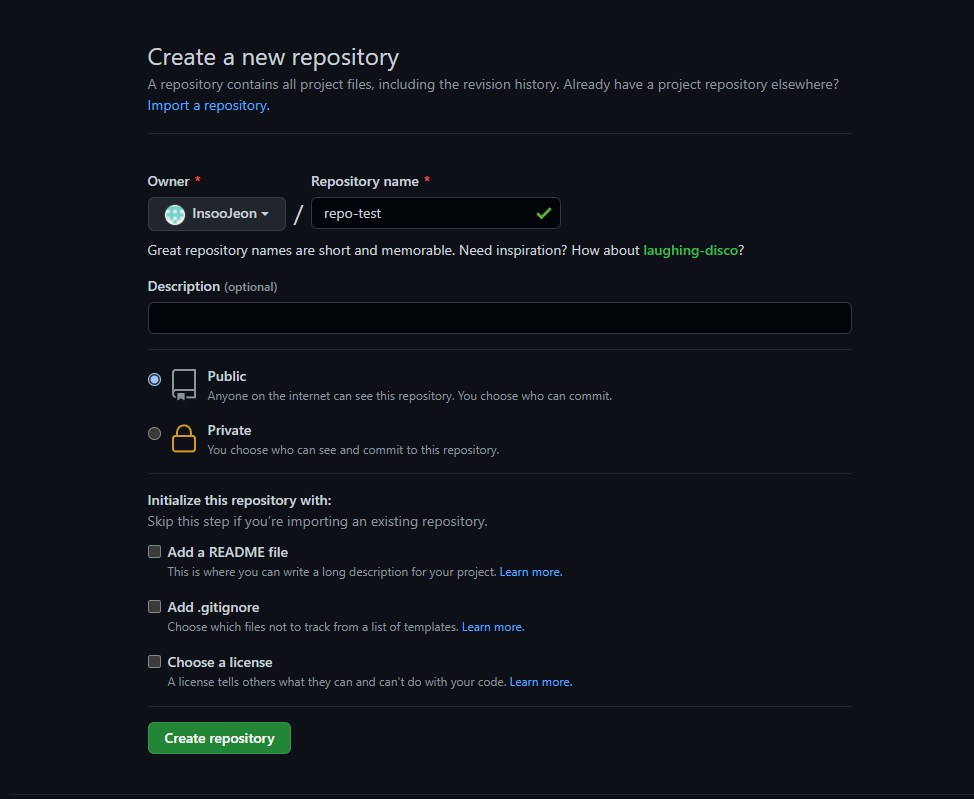 Create a new repository
A repository contains all project files, including the revision history. Already have a project repository elsewhere?
Import a repository.
Owner * Repository name *
InsooJeon / repo-test
Great repository names are short and memorable. Need inspiration? How about laughing-disco?
Description (optional)
Public
Anyone on the internet can see this repository. You choose who can commit.
Private
You choose who can see and commit to this repository.
Initialize this repository with:
Skip this step if you're importing an existing repository.
Add a README file
This is where you can write a long description for your project. Learn more.
Add .gitignore
Choose which files not to track from a list of templates. Learn more.
Choose a license
A license tells others what they can and can't do with your code. Learn more.
Create repository